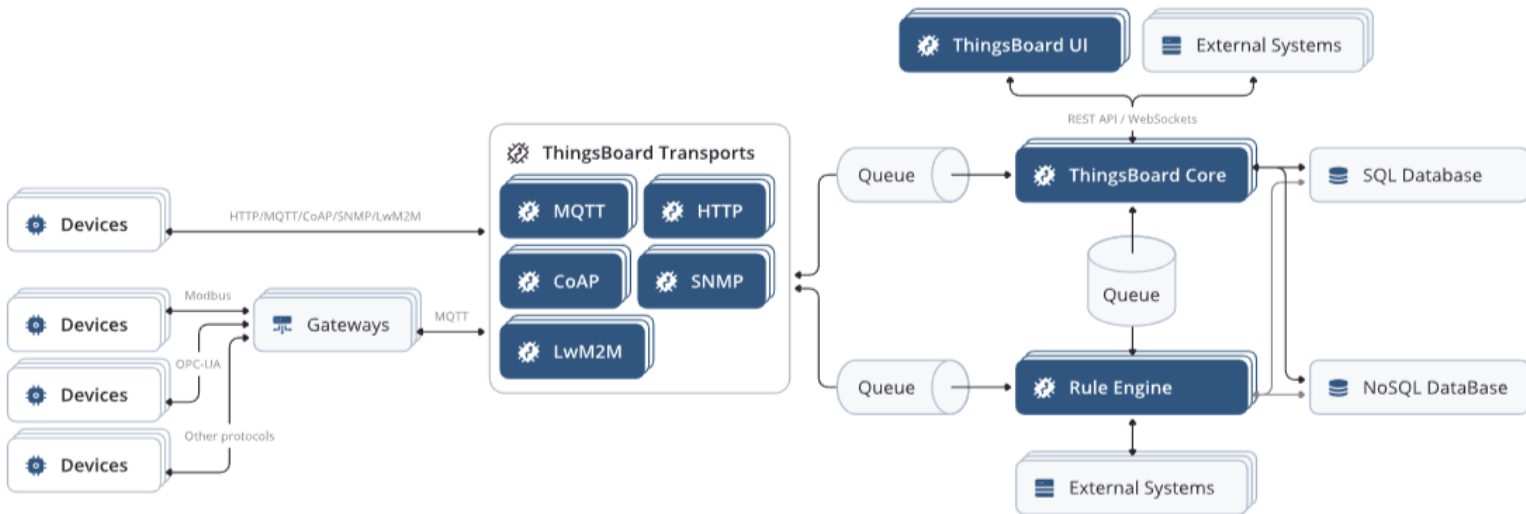 ThingsBoard UI
External Systems
REST API / WebSockets
ThingsBoard Transports
MQTT
HTTP
CoAP
SNMP
LwM2M
Devices
HTTP/MQTT/CoAP/SNMP/LwM2M
Devices
Modbus
Gateways
MQTT
OPC-UA
Devices
Other protocols
Devices
Queue
ThingsBoard Core
SQL Database
Queue
Queue
Rule Engine
NoSQL DataBase
External Systems